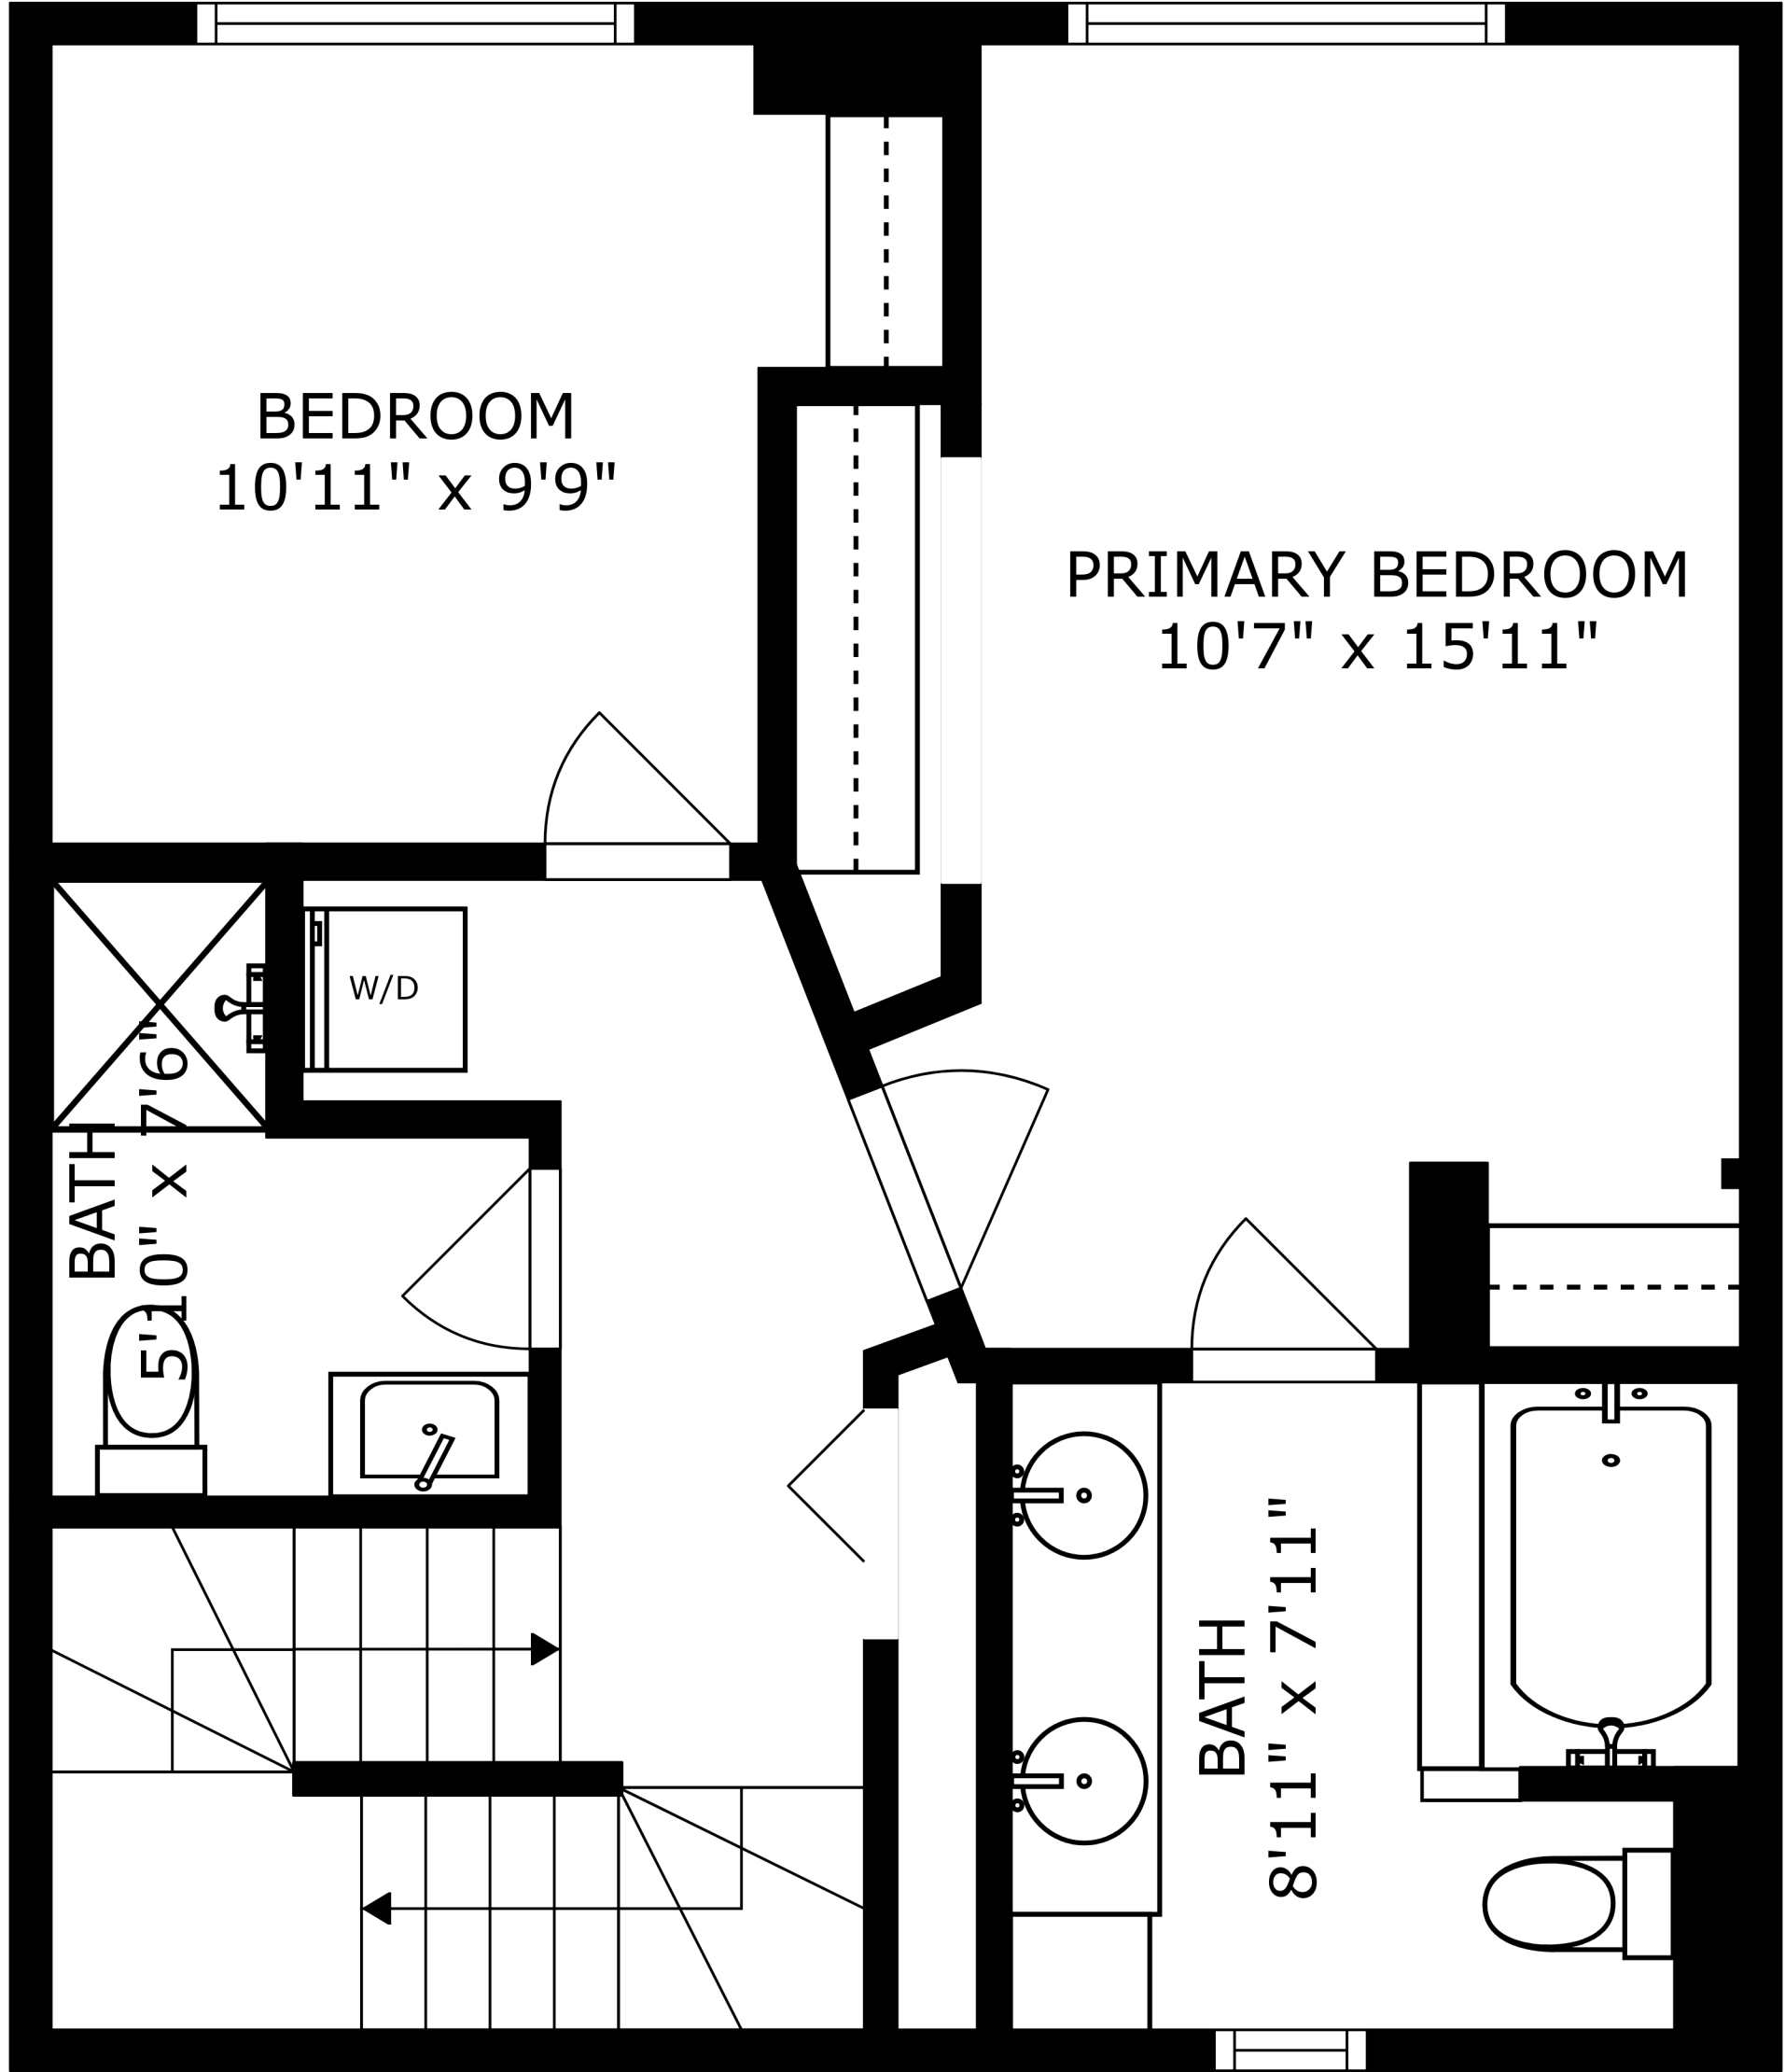 BEDROOM
10'11" x 9'9"
PRIMARY BEDROOM
10'7" x 15'11"
W/D
BATH
5'10" x 7'6"
BATH
8'11" x 7'11"